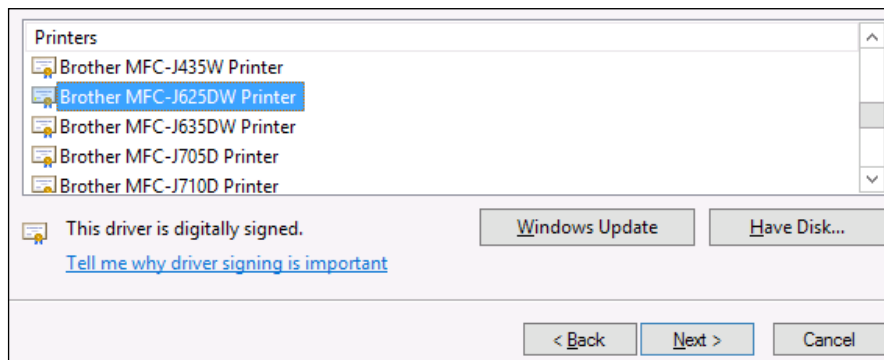 Printers
Brother MFC-J435W Printer
Brother MFC-J625DW Printer
Brother MFC-J635DW Printer
Brother MFC-J705D Printer
Brother MFC-J710D Printer
This driver is digitally signed.
Windows Update
Have Disk...
Tell me why driver signing is important
< Back
Next >
Cancel